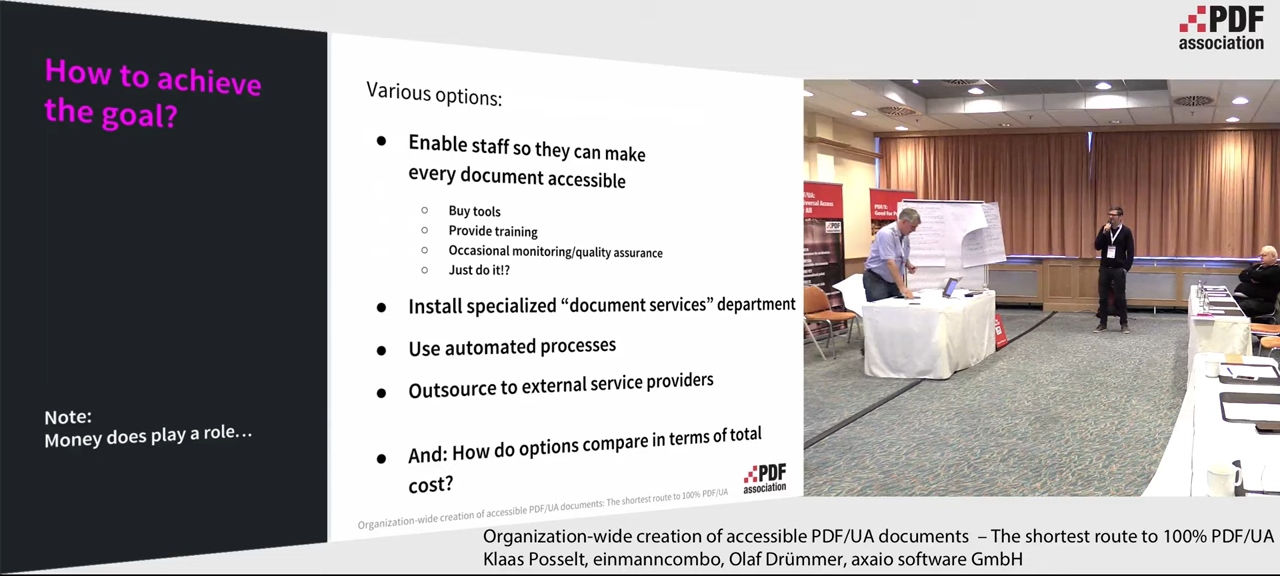 How to achieve
the goal?
Note:
Money does play a role...
Various options:
● Enable staff so they can make
every document accessible
○ Buy tools
○ Provide training
○ Occasional monitoring/quality assurance
○ Just do it!?
● Install specialized “document services” department
● Use automated processes
● Outsource to external service providers
● And: How do options compare in terms of total
cost?
PDF
association
Organization-wide creation of accessible PDF/UA documents: The shortest route to 100% PDF/UA
PDF
association
Organization-wide creation of accessible PDF/UA documents – The shortest route to 100% PDF/UA
Klaas Posselt, einmanncombo, Olaf Drümmer, axaio software GmbH